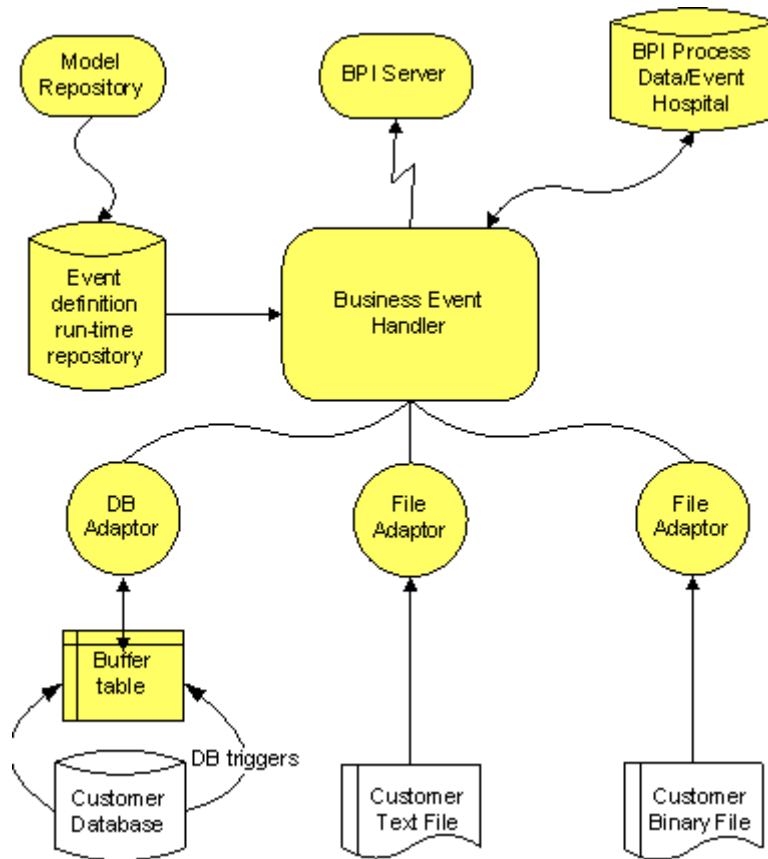 Model
Repository
BPI Server
BPI Process
Data/Event
Hospital
Event
definition
run-time
repository
Business Event
Handler
DB
Adaptor
File
Adaptor
File
Adaptor
Buffer
table
DB triggers
Customer
Database
Customer
Text File
Customer
Binary File